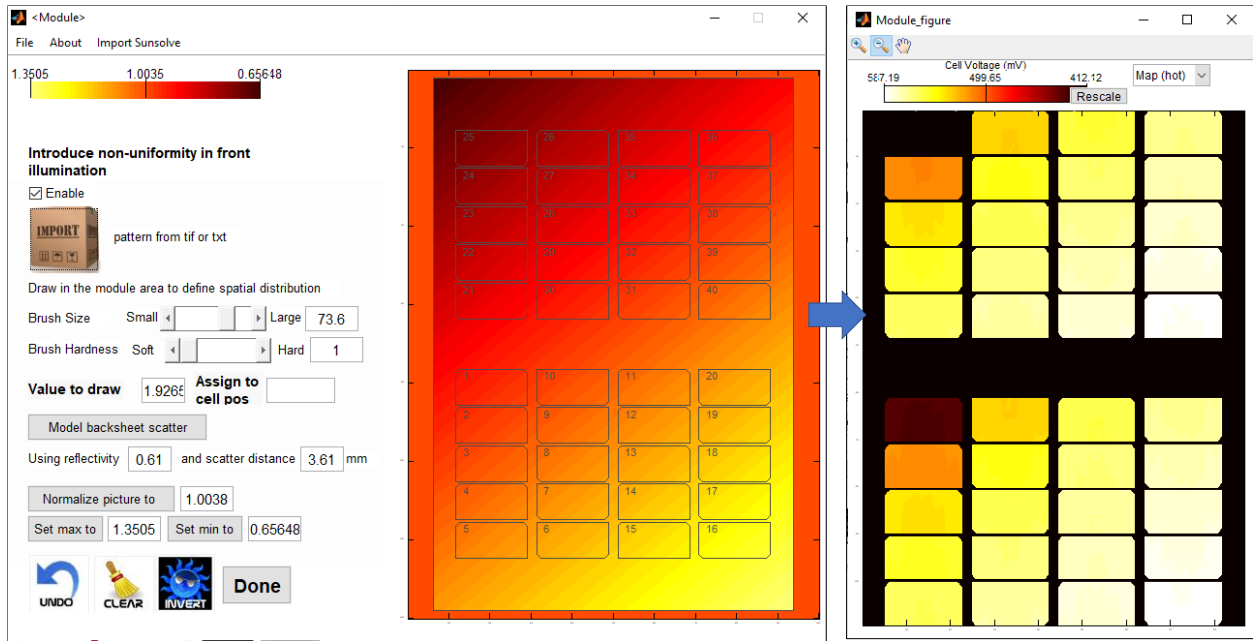 <Module>
File About Import Sunsolve
1.3505 1.0035 0.65648
Introduce non-uniformity in front
illumination
Enable
IMPORT
pattern from tif or txt
Draw in the module area to define spatial distribution
Brush Size Small Large 73.6
Brush Hardness Soft Hard 1
Value to draw 1.9265 Assign to
cell pos
Model backsheet scatter
Using reflectivity 0.61 and scatter distance 3.61 mm
Normalize picture to 1.0038
Set max to 1.3505 Set min to 0.65648
UNDO CLEAR INVERT Done
25 26 35 36
24 27 34 37
23 28 33 38
22 29 32 39
21 30 31 40
1 10 11 20
2 9 12 19
3 8 13 18
4 7 14 17
5 6 15 16
Module_figure
Cell Voltage (mV)
587.19 499.65 412.12
Map (hot)
Rescale